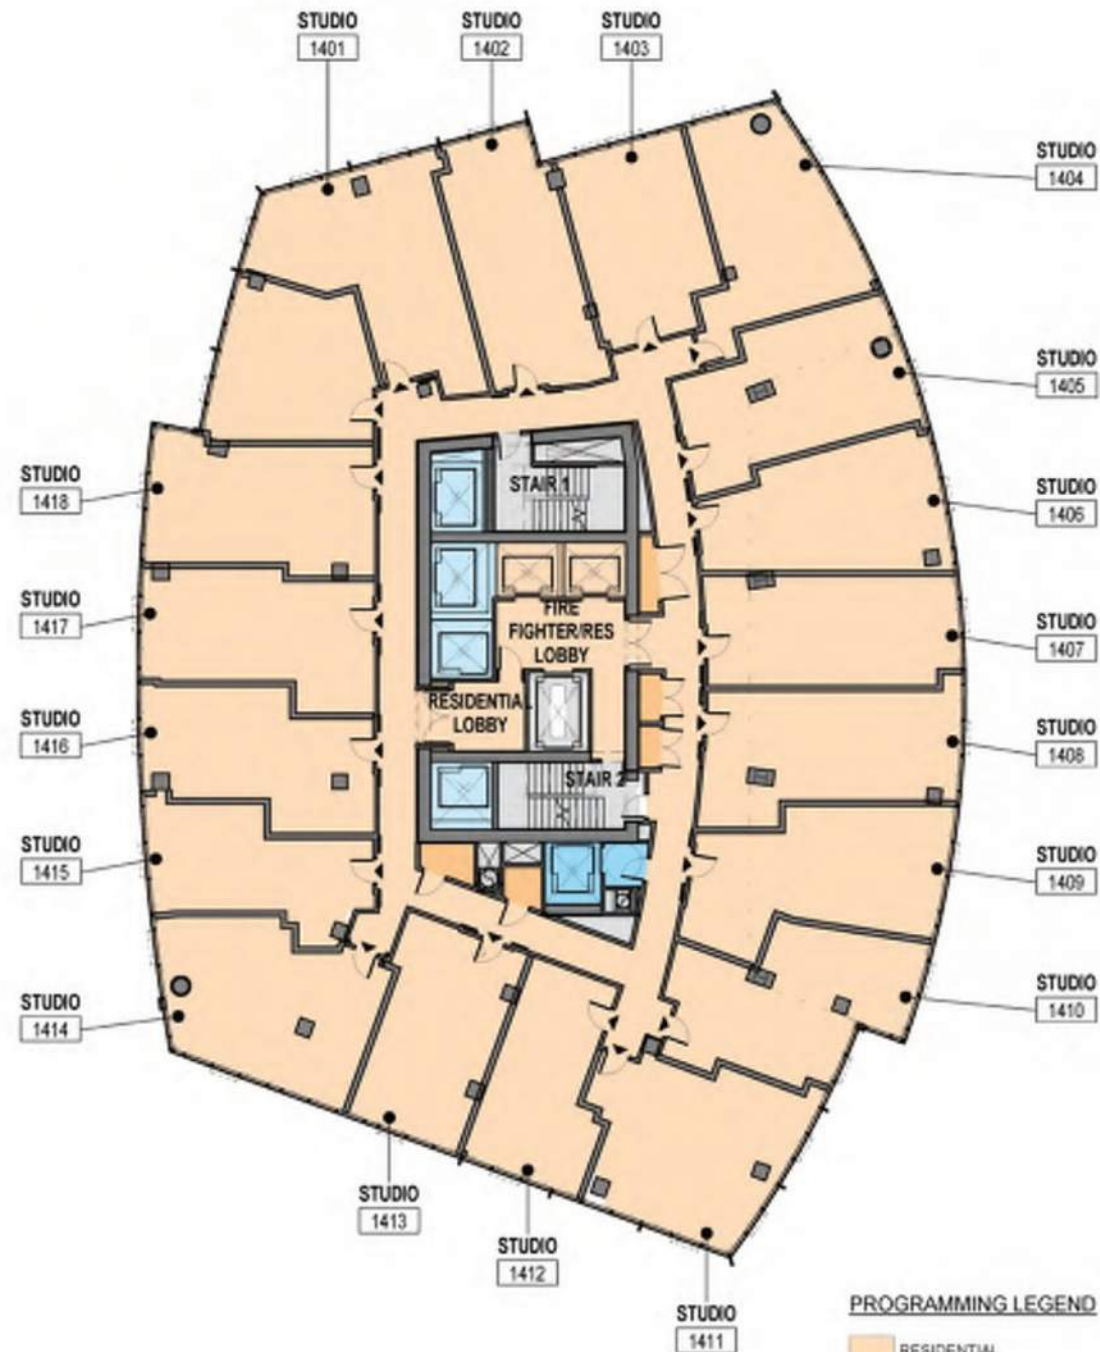 STUDIO
1401
STUDIO
1402
STUDIO
1403
STUDIO
1404
STUDIO
1405
STUDIO
1406
STUDIO
1407
STUDIO
1408
STUDIO
1409
STUDIO
1410
STUDIO
1411
STUDIO
1412
STUDIO
1413
STUDIO
1414
STUDIO
1415
STUDIO
1416
STUDIO
1417
STUDIO
1418
STAIR 1
FIRE
FIGHTER/RES
LOBBY
RESIDENTIAL
LOBBY
STAIR 2
PROGRAMMING LEGEND
RESIDENTIAL